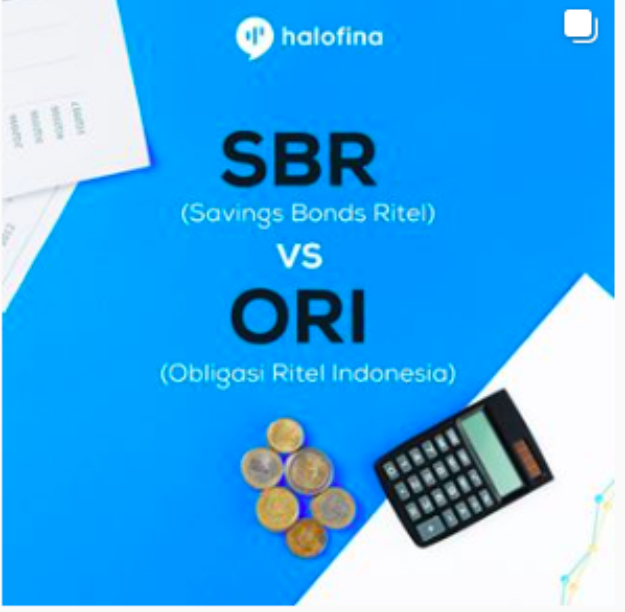 halofina
SBR
(Savings Bonds Ritel)
vs
ORI
(Obligasi Ritel Indonesia)